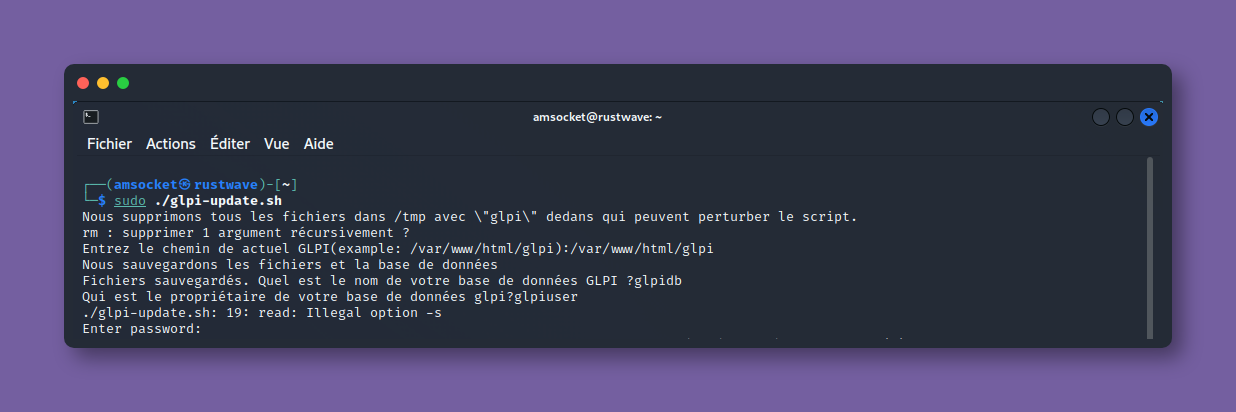 amsocket@rustwave: ~
Fichier Actions Éditer Vue Aide
┌──(amsocket㉿rustwave)-[~]
└─$ sudo ./glpi-update.sh
Nous supprimons tous les fichiers dans /tmp avec \"glpi\" dedans qui peuvent perturber le script.
rm : supprimer 1 argument récursivement ?
Entrez le chemin de actuel GLPI(example: /var/www/html/glpi):/var/www/html/glpi
Nous sauvegardons les fichiers et la base de données
Fichiers sauvegardés. Quel est le nom de votre base de données GLPI ?glpidb
Qui est le propriétaire de votre base de données glpi?glpiuser
./glpi-update.sh: 19: read: Illegal option -s
Enter password: